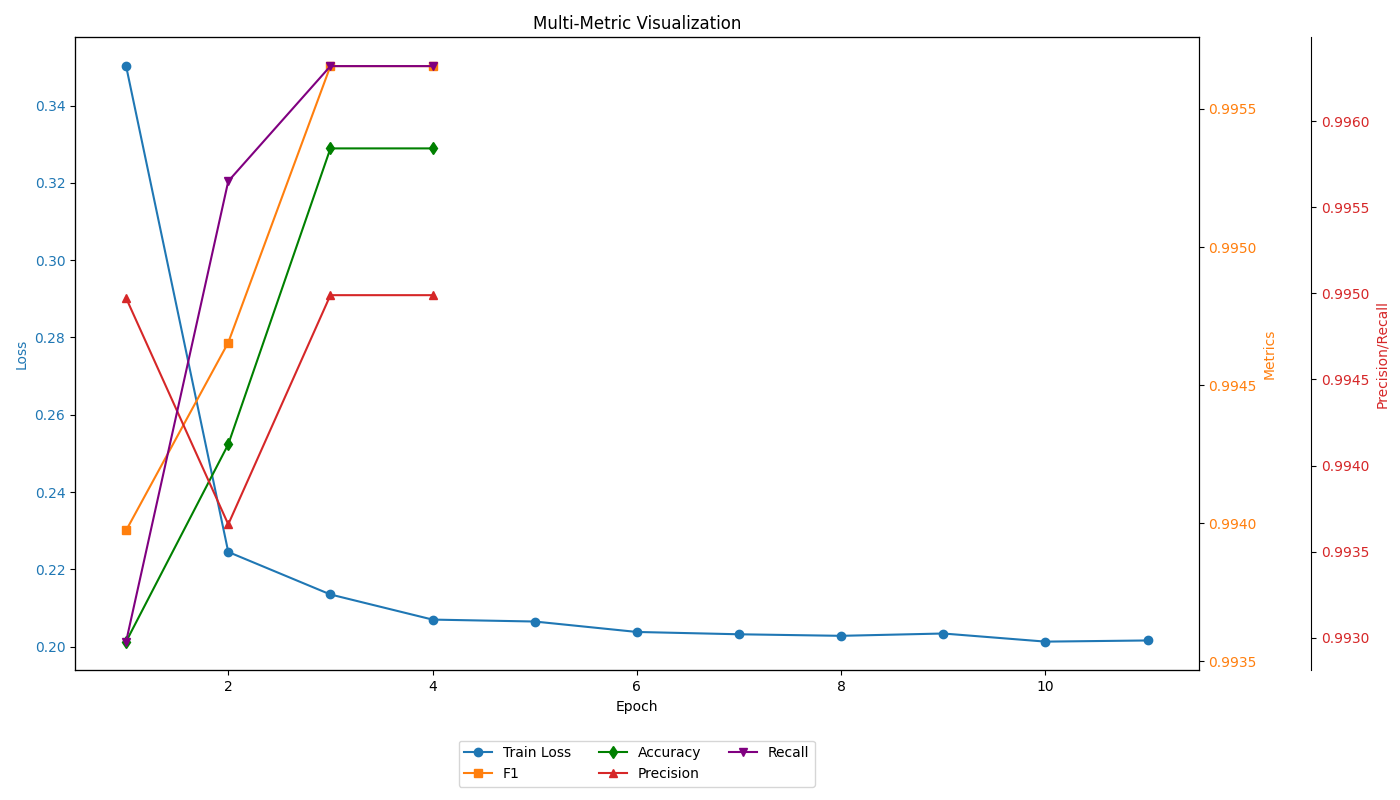 Multi-Metric Visualization
Loss
0.34
0.32
0.30
0.28
0.26
0.24
0.22
0.20
2
4
6
8
10
Epoch
0.9955
0.9950
0.9945
0.9940
0.9935
Metrics
0.9960
0.9955
0.9950
0.9945
0.9940
0.9935
0.9930
Precision/Recall
Train Loss
F1
Accuracy
Precision
Recall